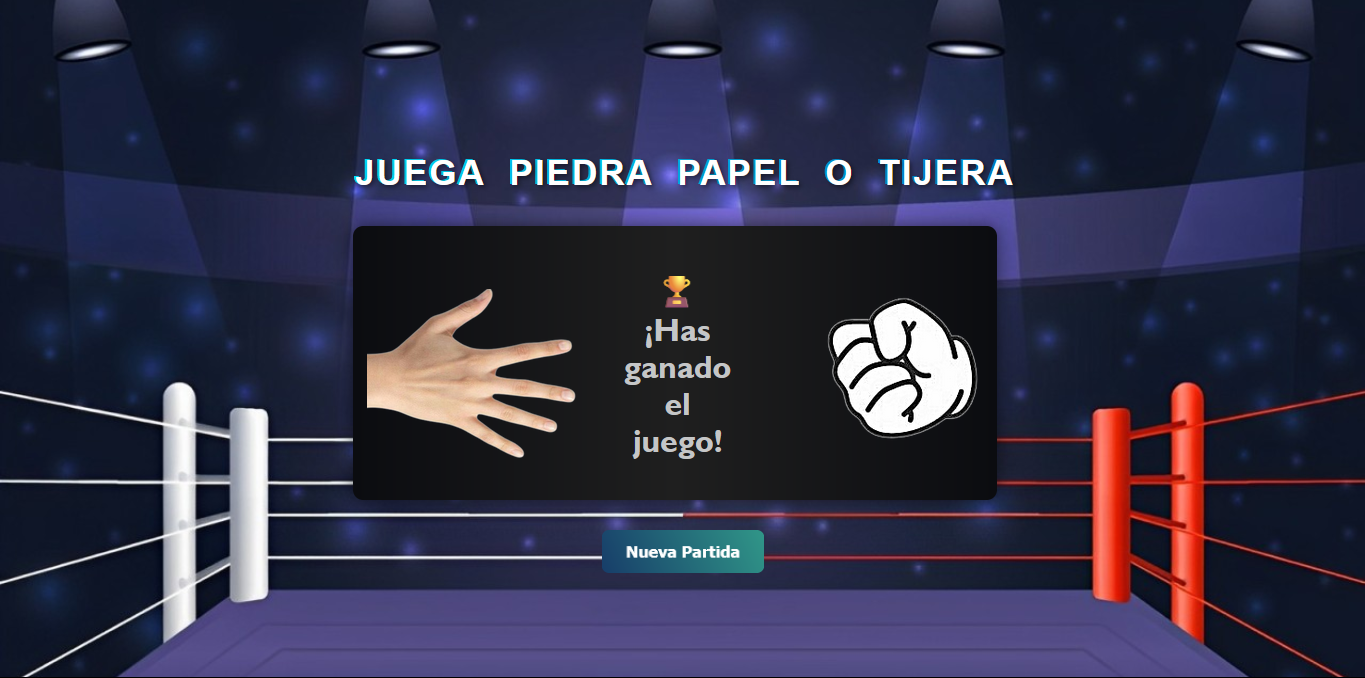 JUEGA PIEDRA PAPEL O TIJERA
¡Has
ganado
el
juego!
Nueva Partida